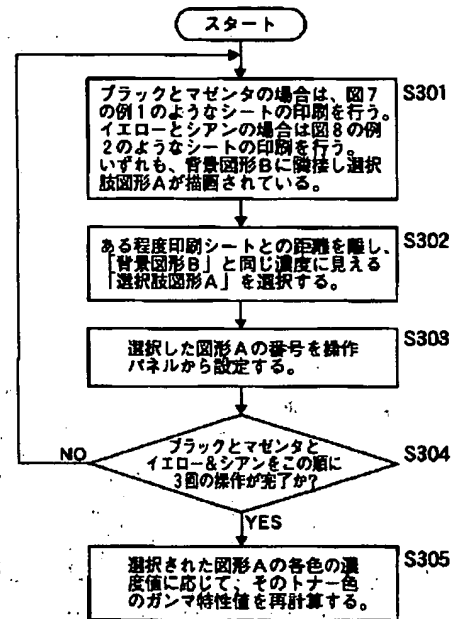 スタート
ブラックとマゼンタの場合は、図7
の例1のようなシートの印刷を行う。
イエローとシアンの場合は図8の例
2のようなシートの印刷を行う。
いずれも、背景図形Bに隣接し選択
肢図形Aが描画されている。
S301
ある程度印刷シートとの距離を離し、
「背景図形B」と同じ濃度に見える
「選択肢図形A」を選択する。
S302
選択した図形Aの番号を操作
パネルから設定する。
S303
ブラックとマゼンタと
イエロー&シアンをこの順に
3回の操作が完了か?
S304
NO
YES
選択された図形Aの各色の濃
度値に応じて、そのトナー色
のガンマ特性値を再計算する。
S305